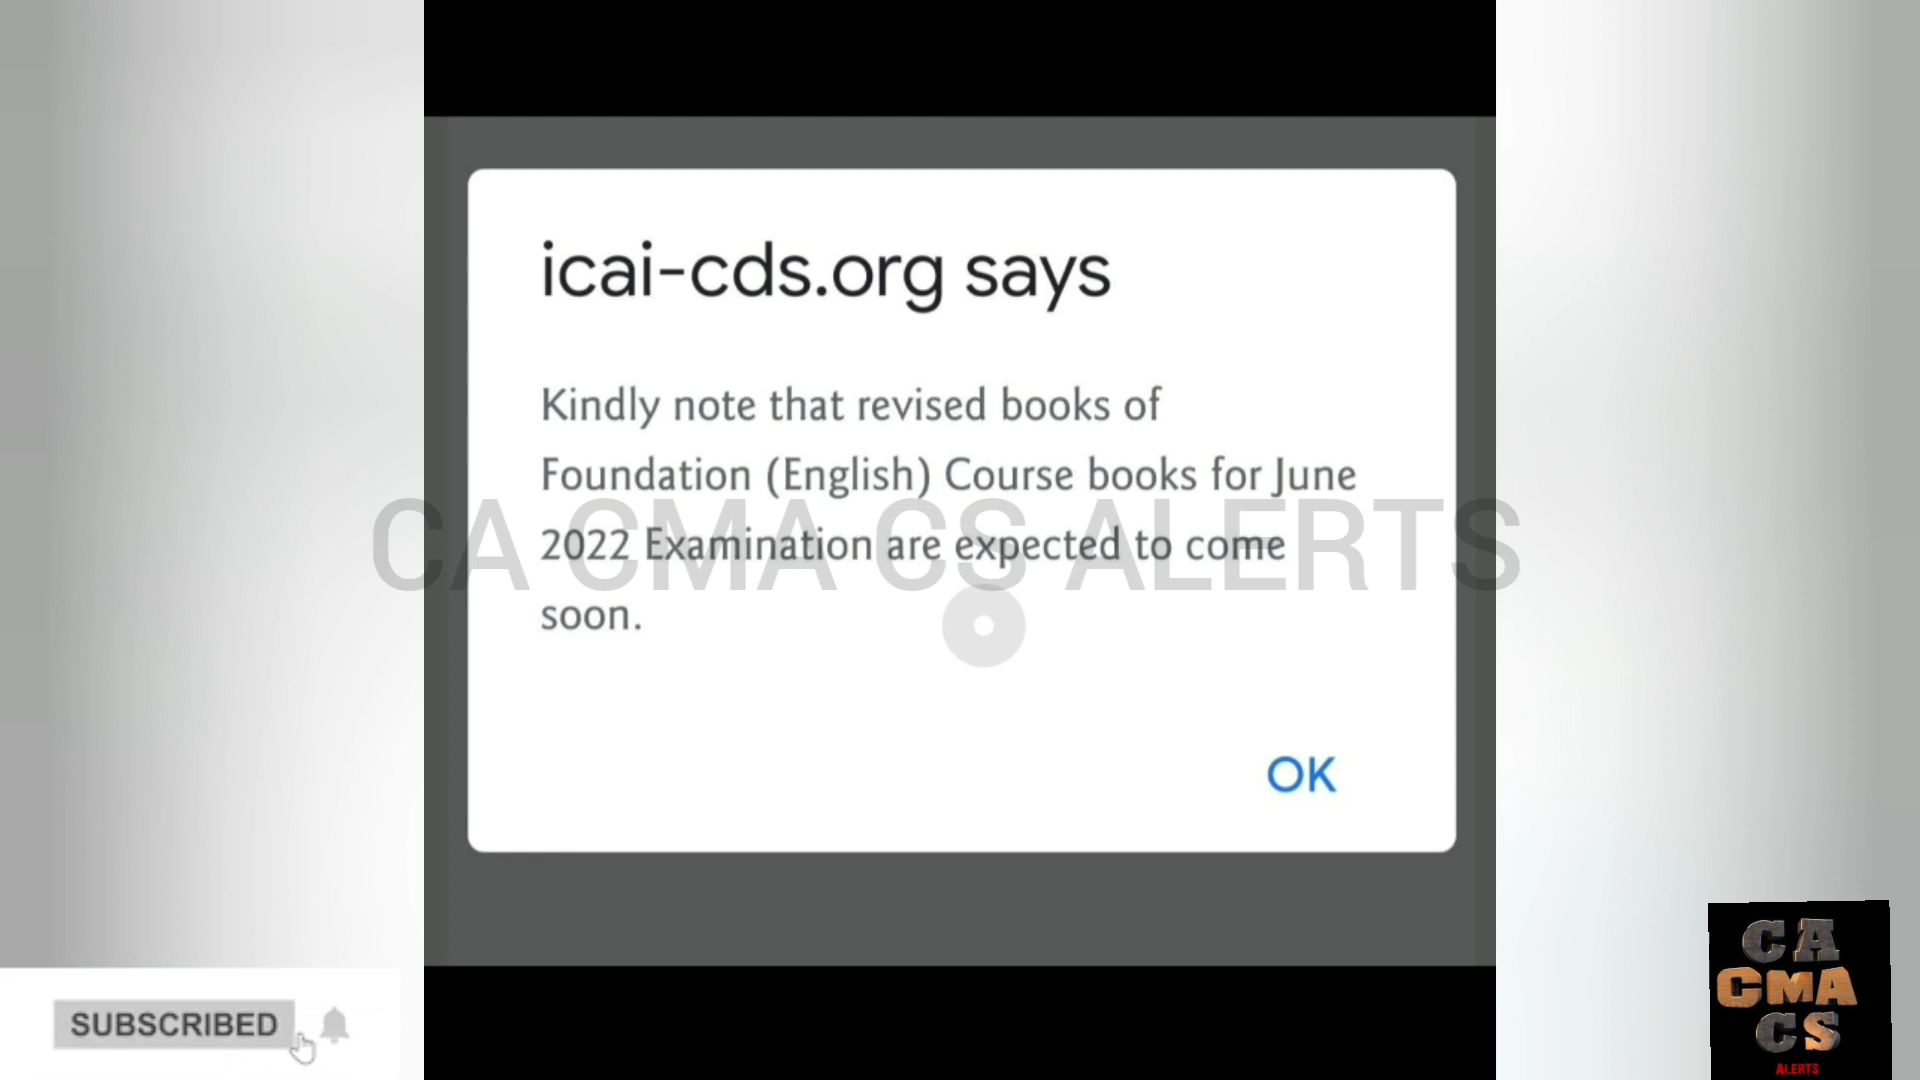 icai-cds.org says
Kindly note that revised books of
Foundation (English) Course books for June
2022 Examination are expected to come
soon.
CA CMA CS ALERTS
OK
SUBSCRIBED
CA
CMA
CS
ALERTS